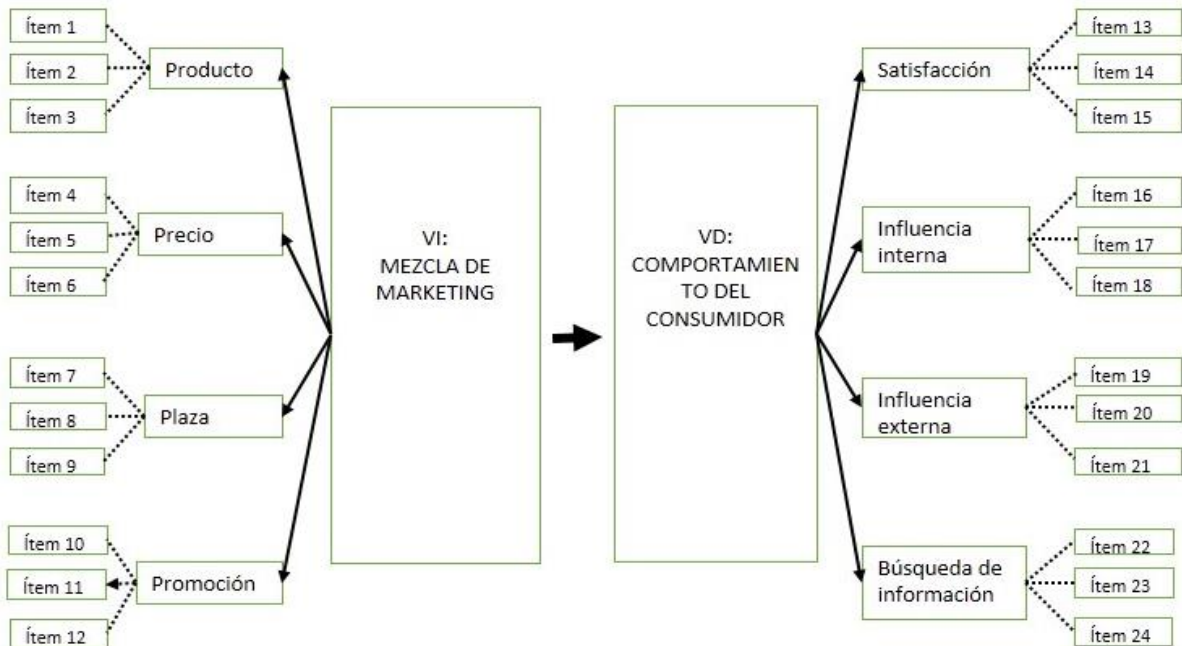 Ítem 1
Ítem 2
Ítem 3
Producto
Ítem 4
Ítem 5
Ítem 6
Precio
Ítem 7
Ítem 8
Ítem 9
Plaza
Ítem 10
Ítem 11
Ítem 12
Promoción
VI:
MEZCLA DE
MARKETING
VD:
COMPORTAMIEN
TO DEL
CONSUMIDOR
Satisfacción
Ítem 13
Ítem 14
Ítem 15
Influencia
interna
Ítem 16
Ítem 17
Ítem 18
Influencia
externa
Ítem 19
Ítem 20
Ítem 21
Búsqueda de
información
Ítem 22
Ítem 23
Ítem 24